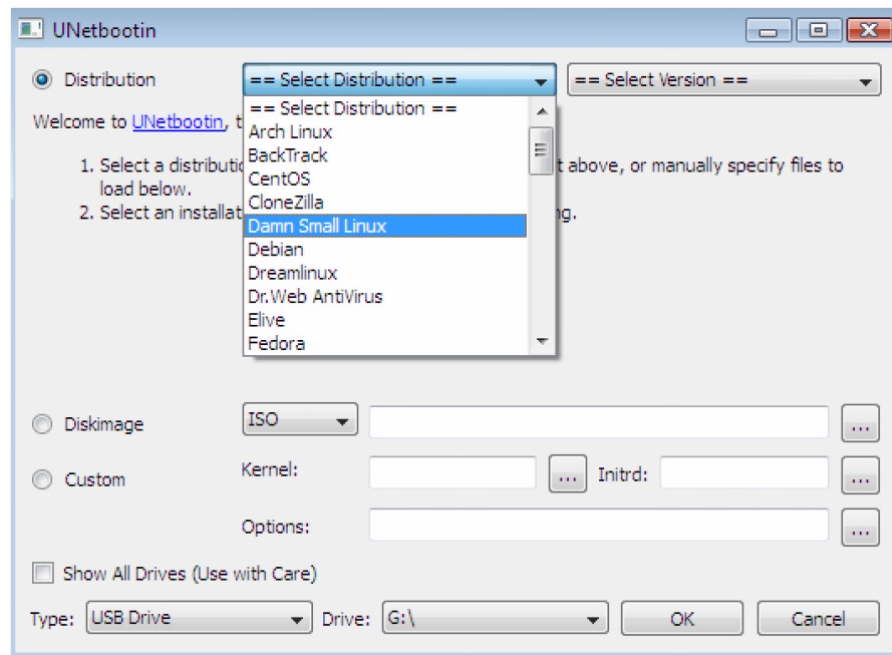 UNetbootin
Distribution
== Select Distribution ==
== Select Version ==
== Select Distribution ==
Arch Linux
BackTrack
CentOS
CloneZilla
Damn Small Linux
Debian
Dreamlinux
Dr.Web AntiVirus
Elive
Fedora
Welcome to UNetbootin,
1. Select a above, or manually specify files to
load below.
2. Select an
Diskimage
ISO
...
Custom
Kernel:
...
Initrd:
...
Options:
...
Show All Drives (Use with Care)
Type:
USB Drive
Drive:
G:\
OK
Cancel